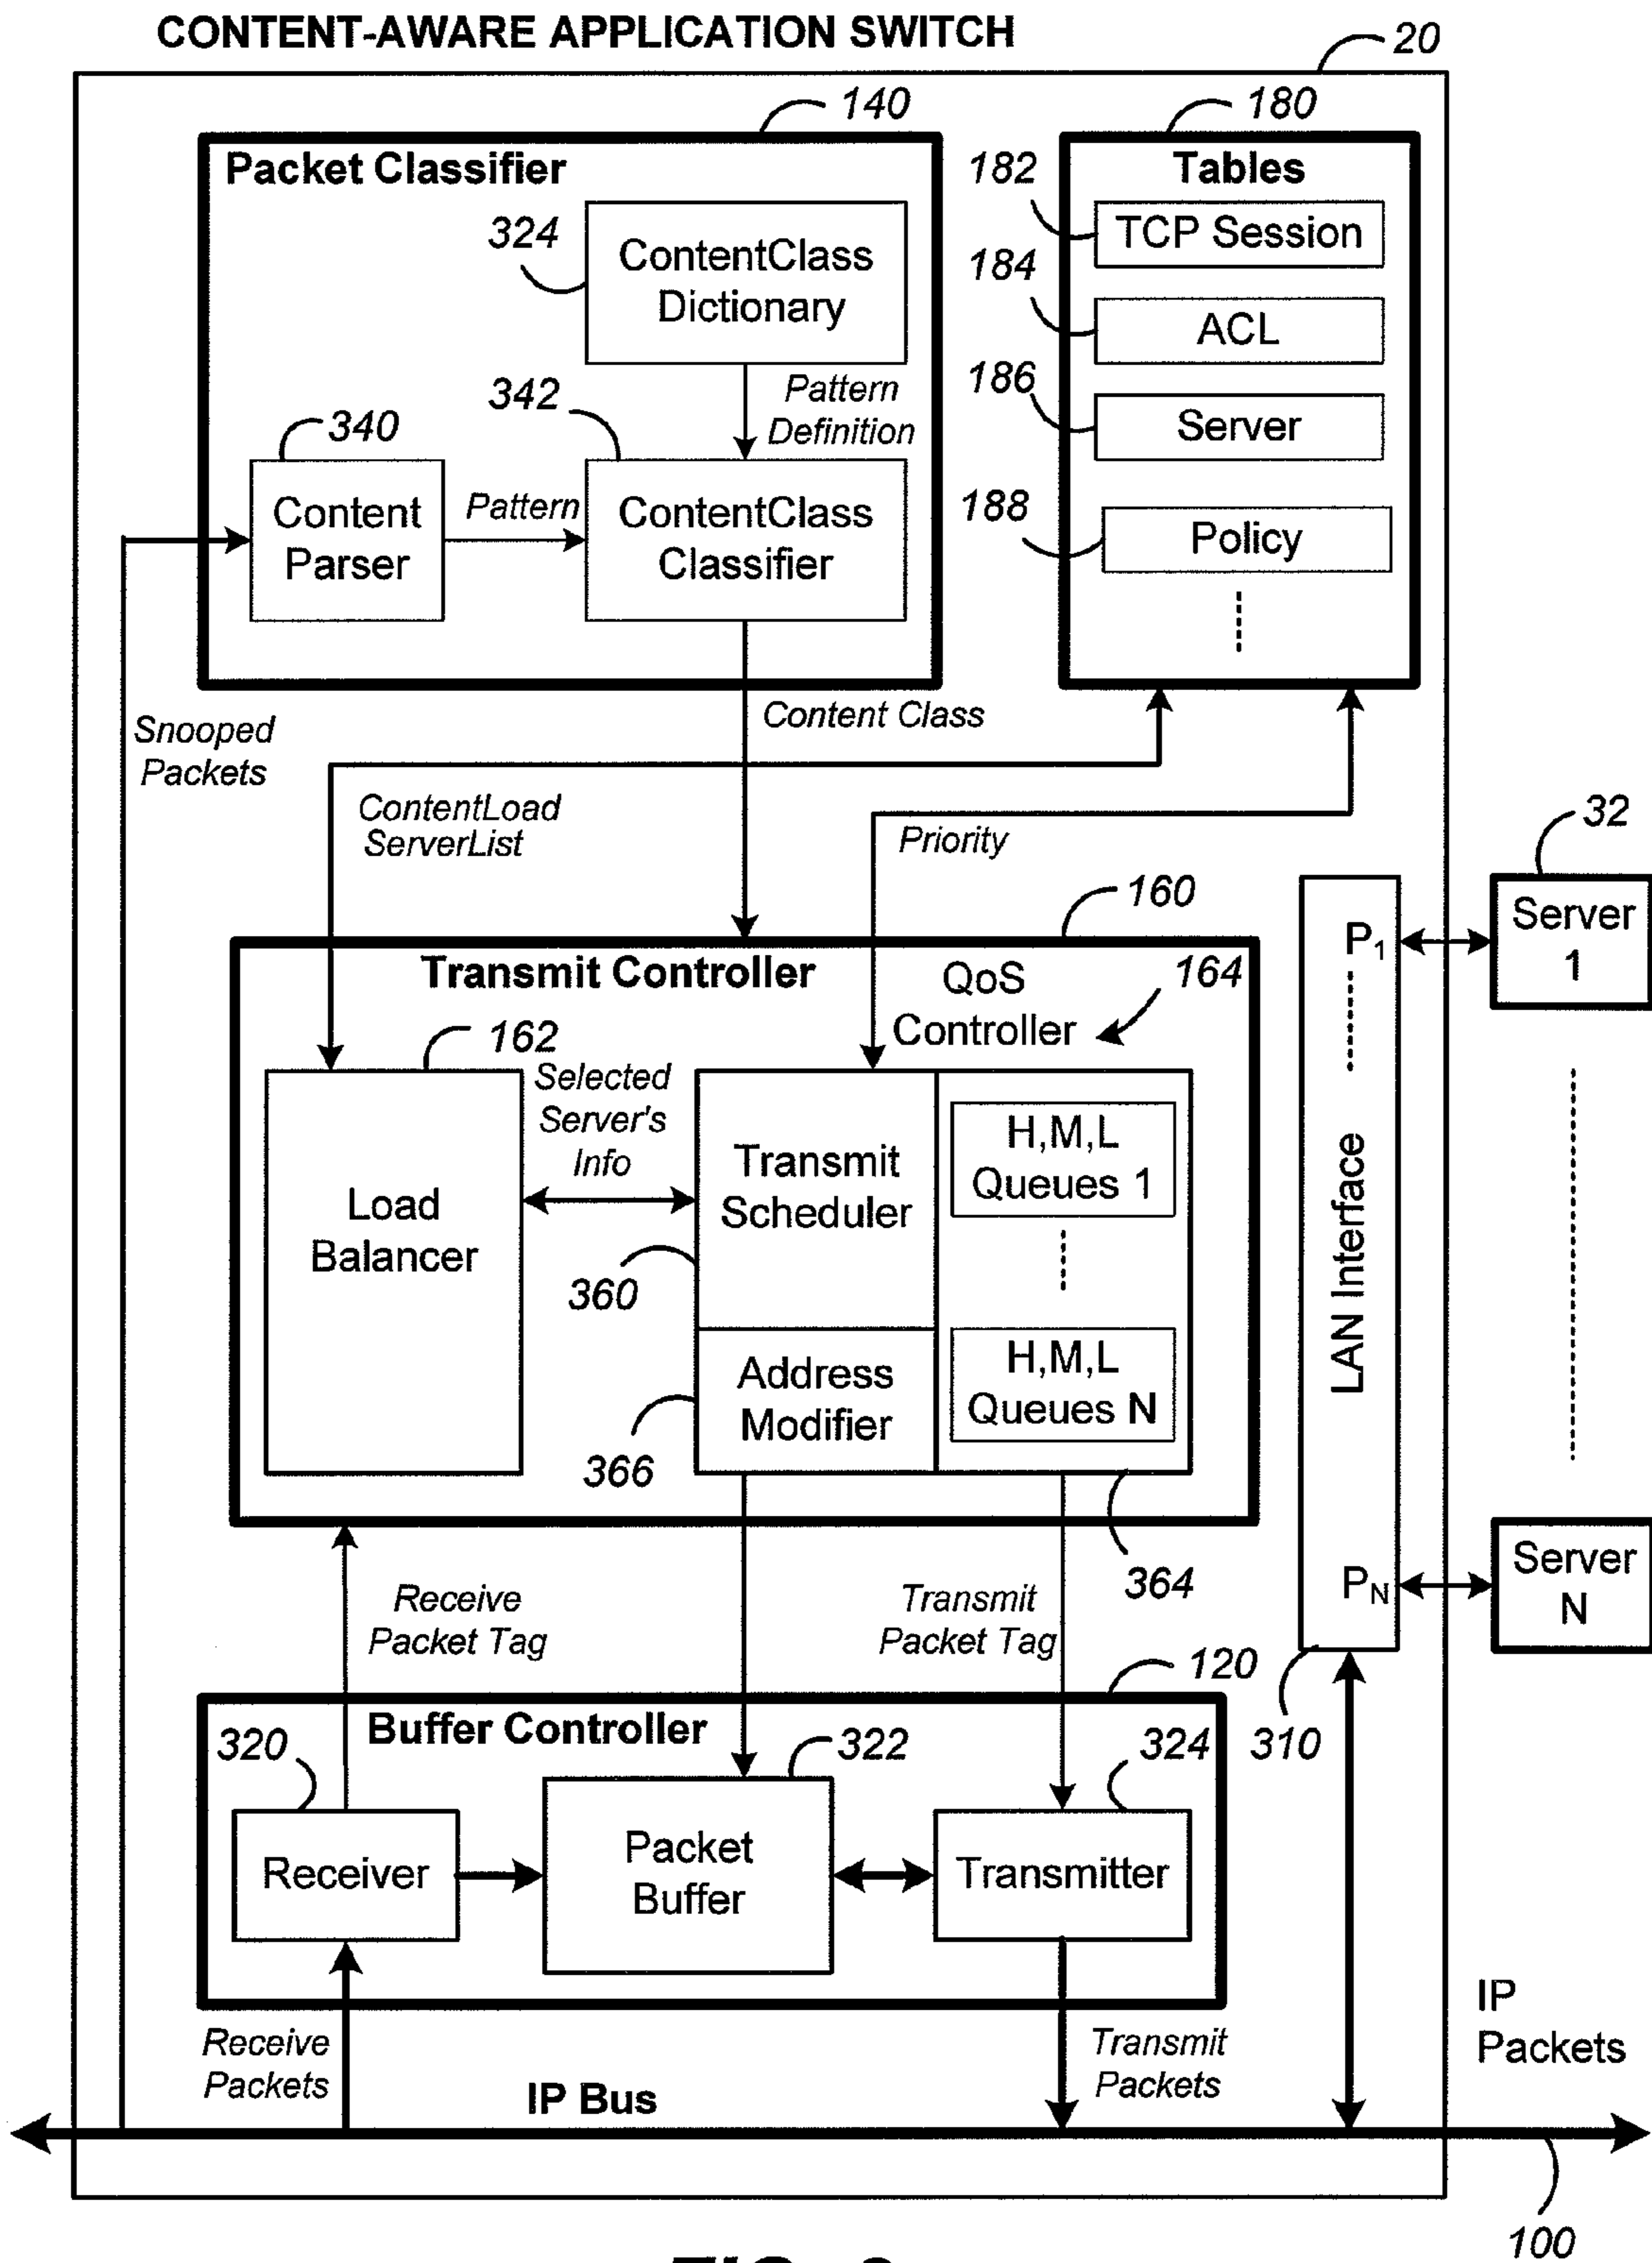 CONTENT-AWARE APPLICATION SWITCH
20
140
180
Packet Classifier
Tables
182
TCP Session
324
ContentClass
Dictionary
184
ACL
186
Server
342
Pattern
Definition
340
Content
Parser
Pattern
ContentClass
Classifier
188
Policy
Snooped
Packets
Content Class
ContentLoad
ServerList
Priority
32
Server
1
160
P1
Transmit Controller
QoS
Controller
164
162
Selected
Server's
Info
Load
Balancer
Transmit
Scheduler
H,M,L
Queues 1
LAN Interface
360
Address
Modifier
H,M,L
Queues N
366
364
PN
Server
N
Receive
Packet Tag
Transmit
Packet Tag
120
Buffer Controller
320
322
324
310
Receiver
Packet
Buffer
Transmitter
IP
Packets
Receive
Packets
Transmit
Packets
IP Bus
100